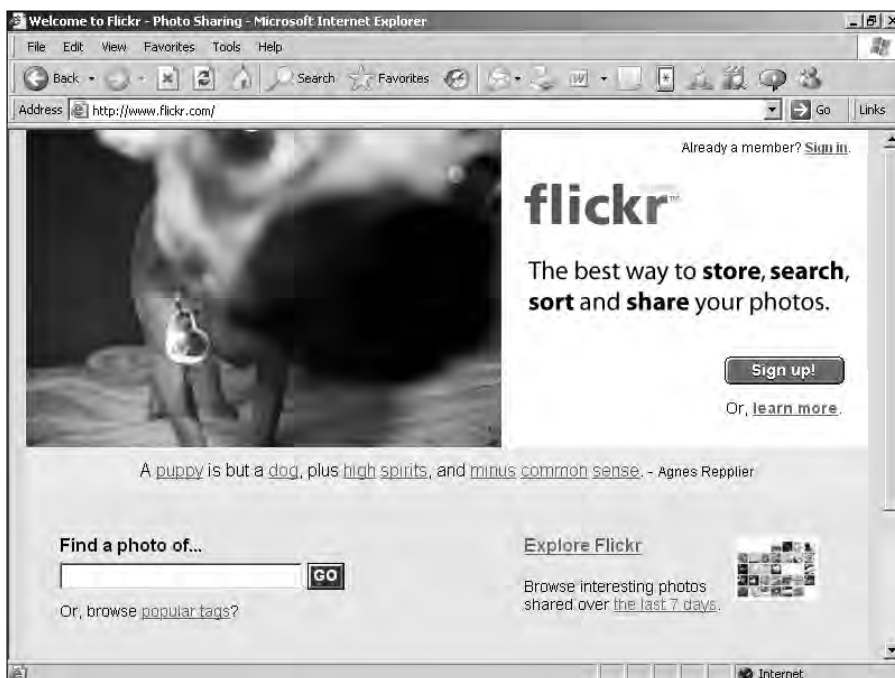 Welcome to Flickr - Photo Sharing - Microsoft Internet Explorer
File Edit View Favorites Tools Help
Back Search Favorites
Address http://www.flickr.com/ Go Links
Already a member? Sign in.
flickr™
The best way to store, search,
sort and share your photos.
Sign up!
Or, learn more.
A puppy is but a dog, plus high spirits, and minus common sense. - Agnes Repplier
Find a photo of...
GO
Or, browse popular tags?
Explore Flickr
Browse interesting photos
shared over the last 7 days.
Internet